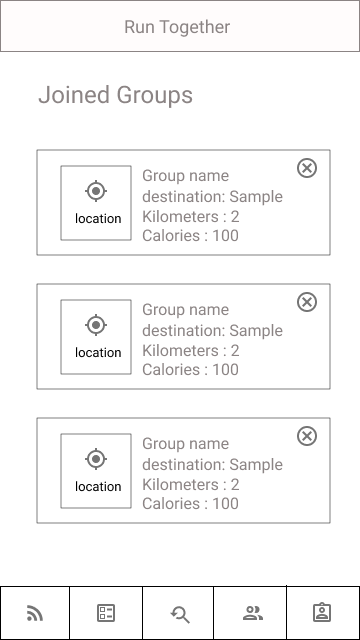 Run Together
Joined Groups
Group name
destination: Sample
Kilometers : 2
Calories : 100
location
Group name
destination: Sample
Kilometers : 2
Calories : 100
location
Group name
destination: Sample
Kilometers : 2
Calories : 100
location